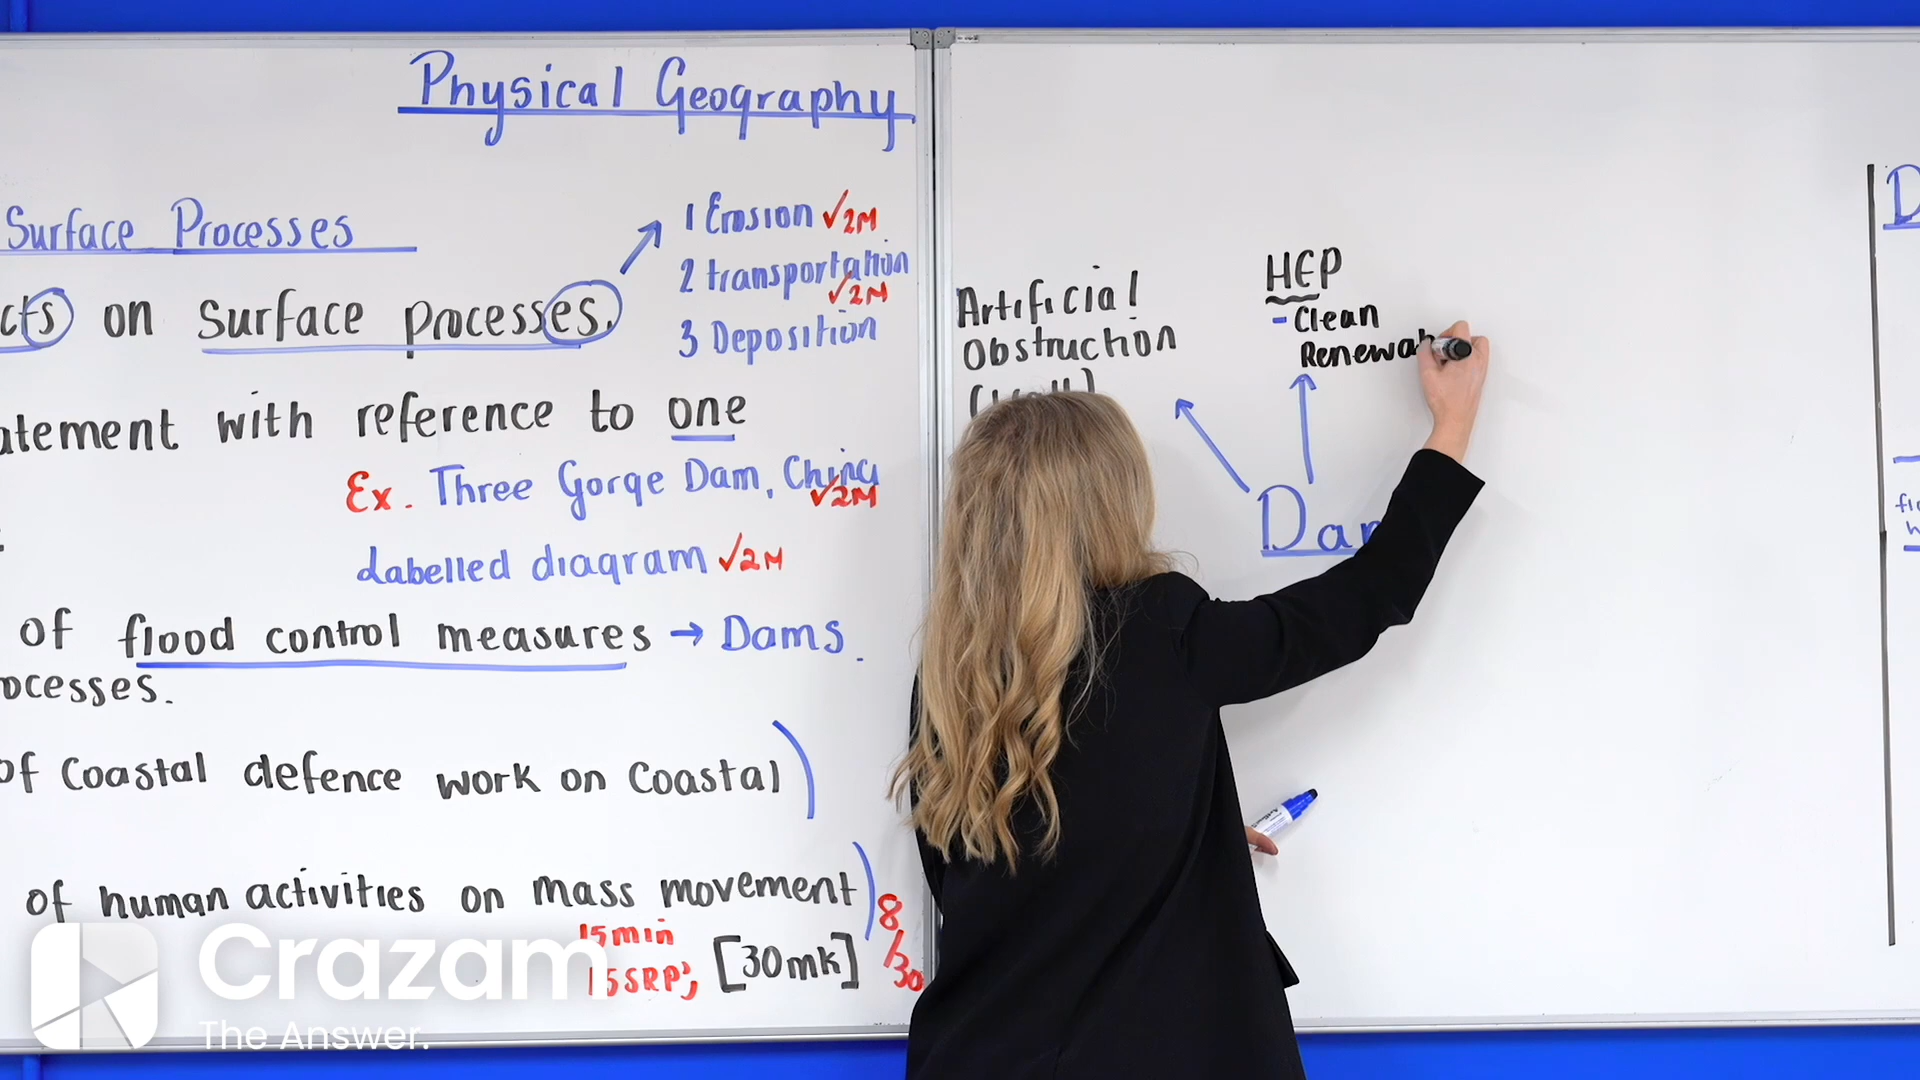 Physical Geography
Surface Processes
1 Erosion ✓2M
2 transportation
✓2M
3 Deposition
cts on Surface processes.
atement with reference to one
Ex. Three Gorge Dam, China
✓2M
Labelled diagram ✓2M
of flood control measures → Dams.
ocesses.
of Coastal defence work on Coastal
of human activities on mass movement
15min
15SRP's
[30mk]
8/30
Artificial
Obstruction
HEP
- Clean
Renewab
Dam
D
Crazam
The Answer.